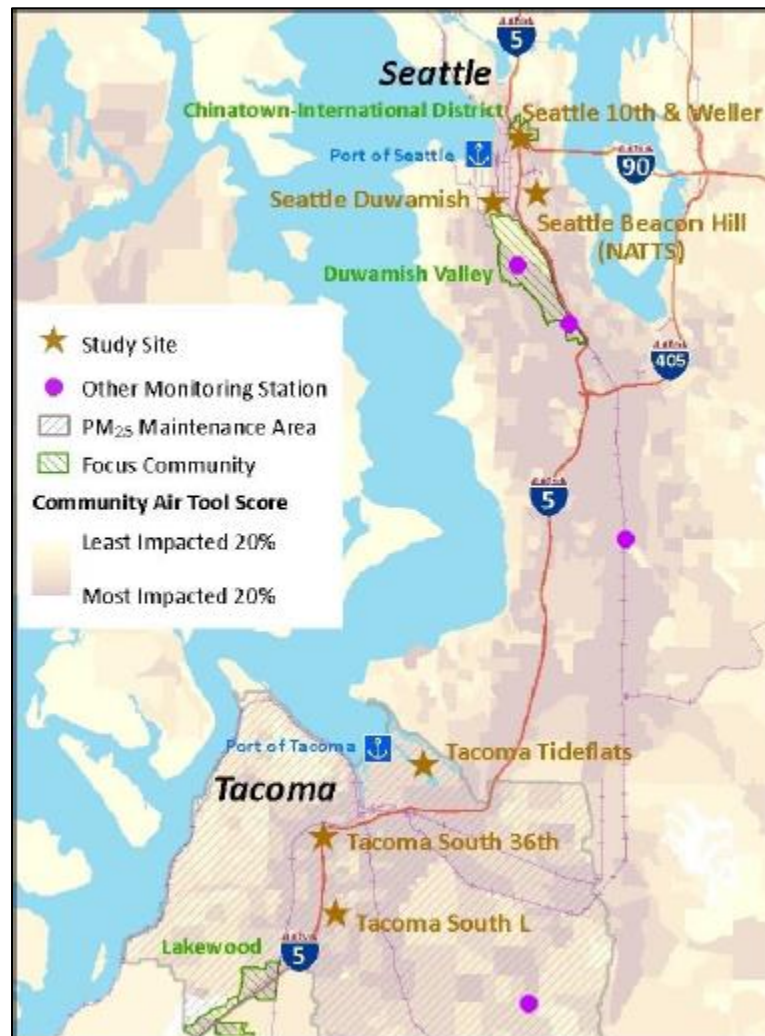 5
Seattle
Chinatown-International District
Seattle 10th & Weller
Port of Seattle
90
Seattle Duwamish
Seattle Beacon Hill
(NATTS)
Duwamish Valley
Study Site
Other Monitoring Station
PM2.5 Maintenance Area
Focus Community
Community Air Tool Score
Least Impacted 20%
Most Impacted 20%
405
5
Port of Tacoma
Tacoma Tideflats
Tacoma
Tacoma South 36th
Tacoma South L
Lakewood
5